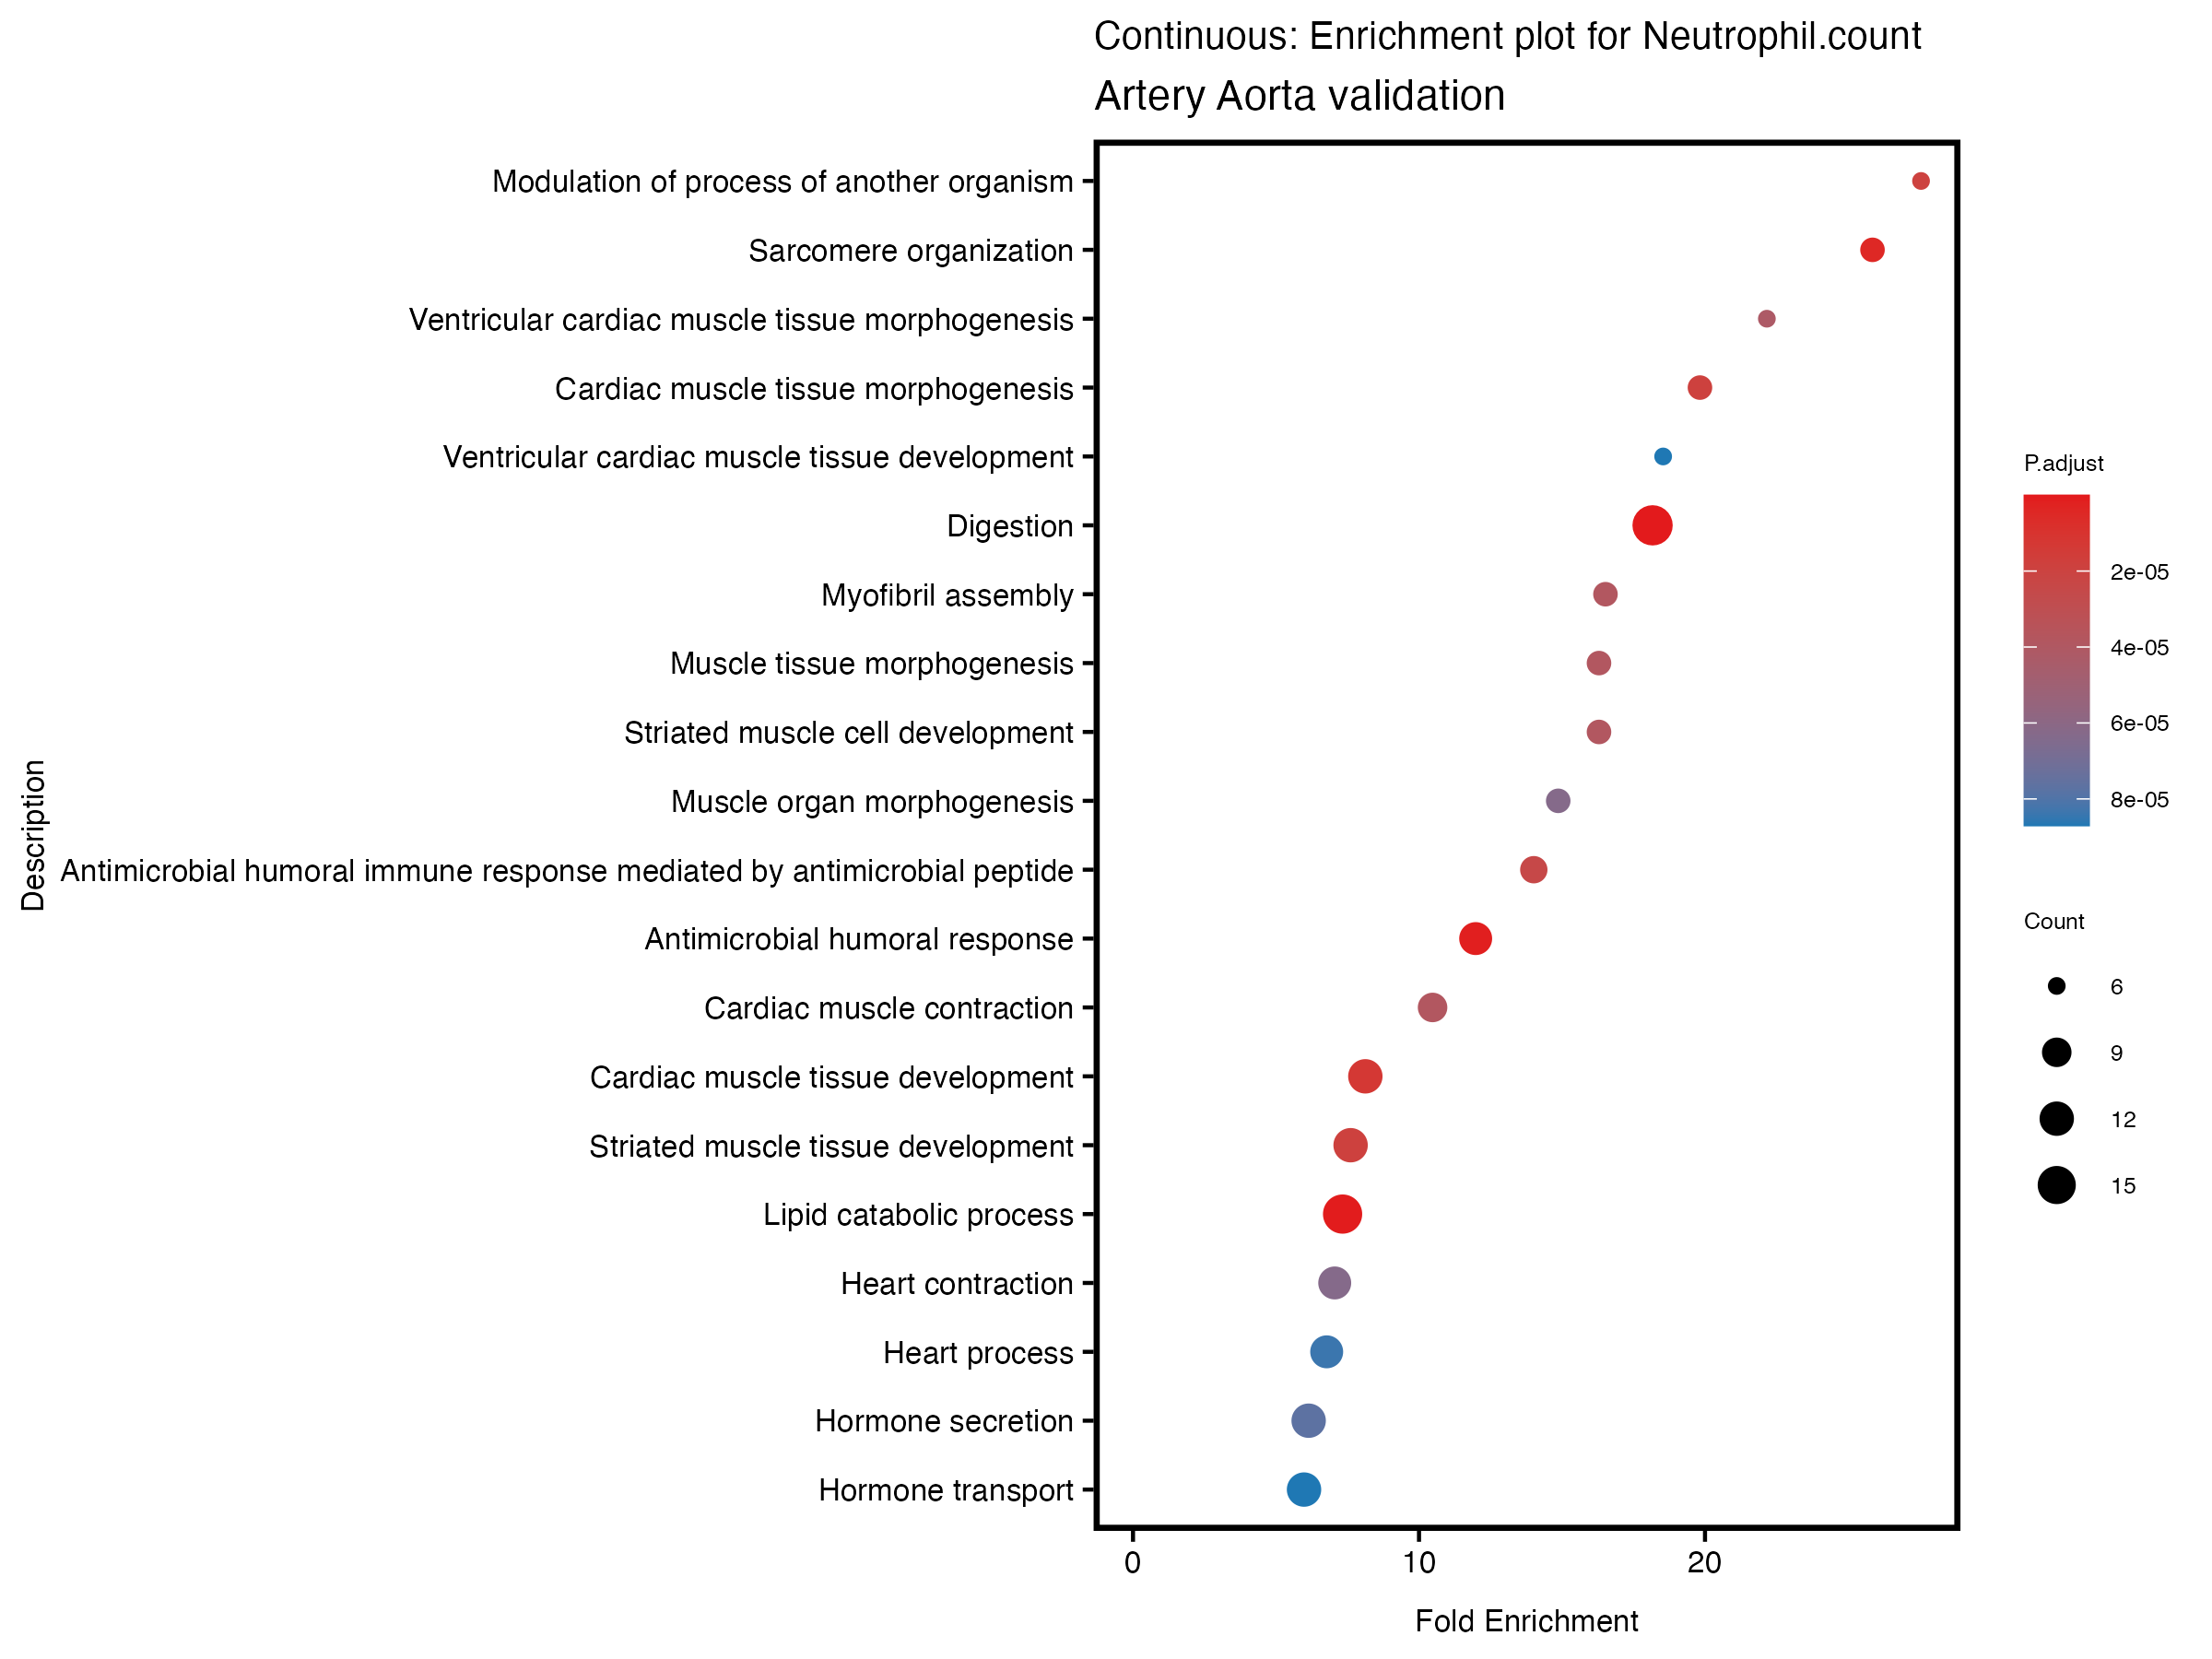 Continuous: Enrichment plot for Neutrophil.count
Artery Aorta validation
Description
Modulation of process of another organism
Sarcomere organization
Ventricular cardiac muscle tissue morphogenesis
Cardiac muscle tissue morphogenesis
Ventricular cardiac muscle tissue development
Digestion
Myofibril assembly
Muscle tissue morphogenesis
Striated muscle cell development
Muscle organ morphogenesis
Antimicrobial humoral immune response mediated by antimicrobial peptide
Antimicrobial humoral response
Cardiac muscle contraction
Cardiac muscle tissue development
Striated muscle tissue development
Lipid catabolic process
Heart contraction
Heart process
Hormone secretion
Hormone transport
0 10 20
Fold Enrichment
P.adjust
2e-05
4e-05
6e-05
8e-05
Count
6
9
12
15